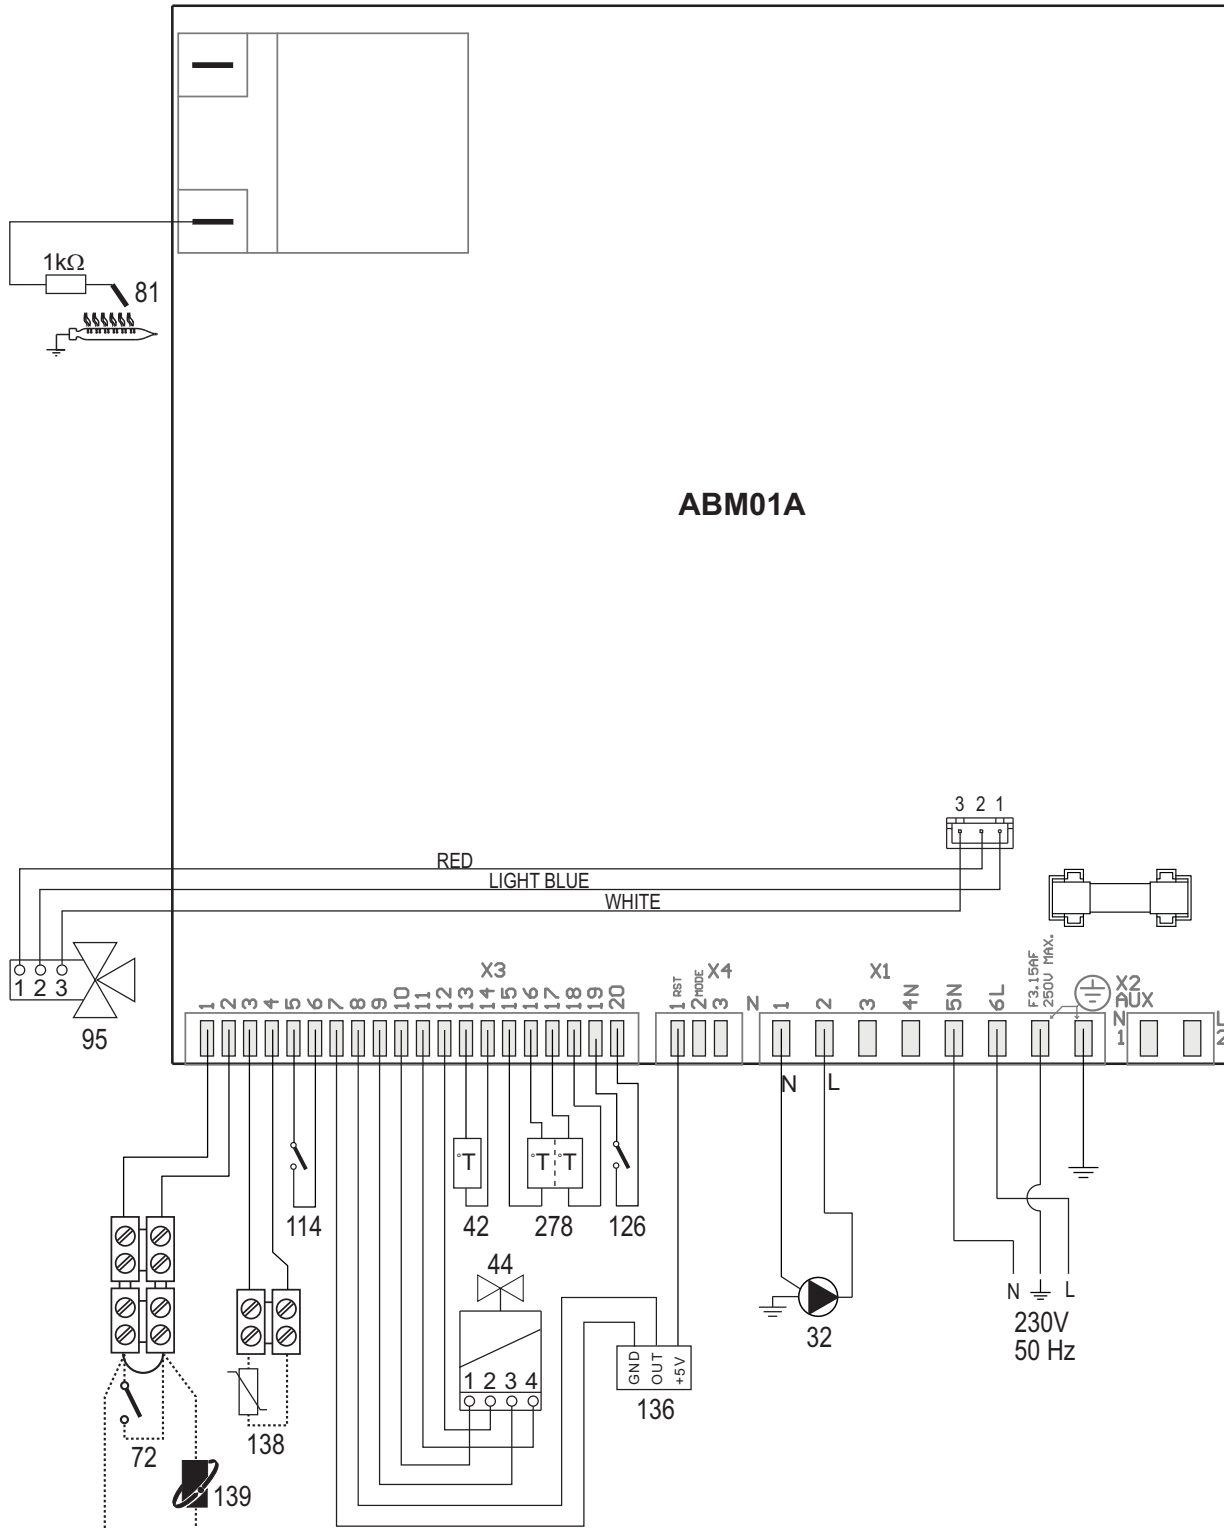 1kΩ
81
ABM01A
3 2 1
RED
LIGHT BLUE
WHITE
1 2 3
95
X3
1 2 3 4 5 6 7 8 9 10 11 12 13 14 15 16 17 18 19 20
X4
1 RST
2 MODE
3
N
X1
1 2 3 4N 5N 6L
F3.15AF
250V MAX.
X2
AUX
N
1
L
2
N L
°T
°T °T
114
42
278
126
44
1 2 3 4
GND
OUT
+5V
136
32
N L
230V
50 Hz
72
138
139